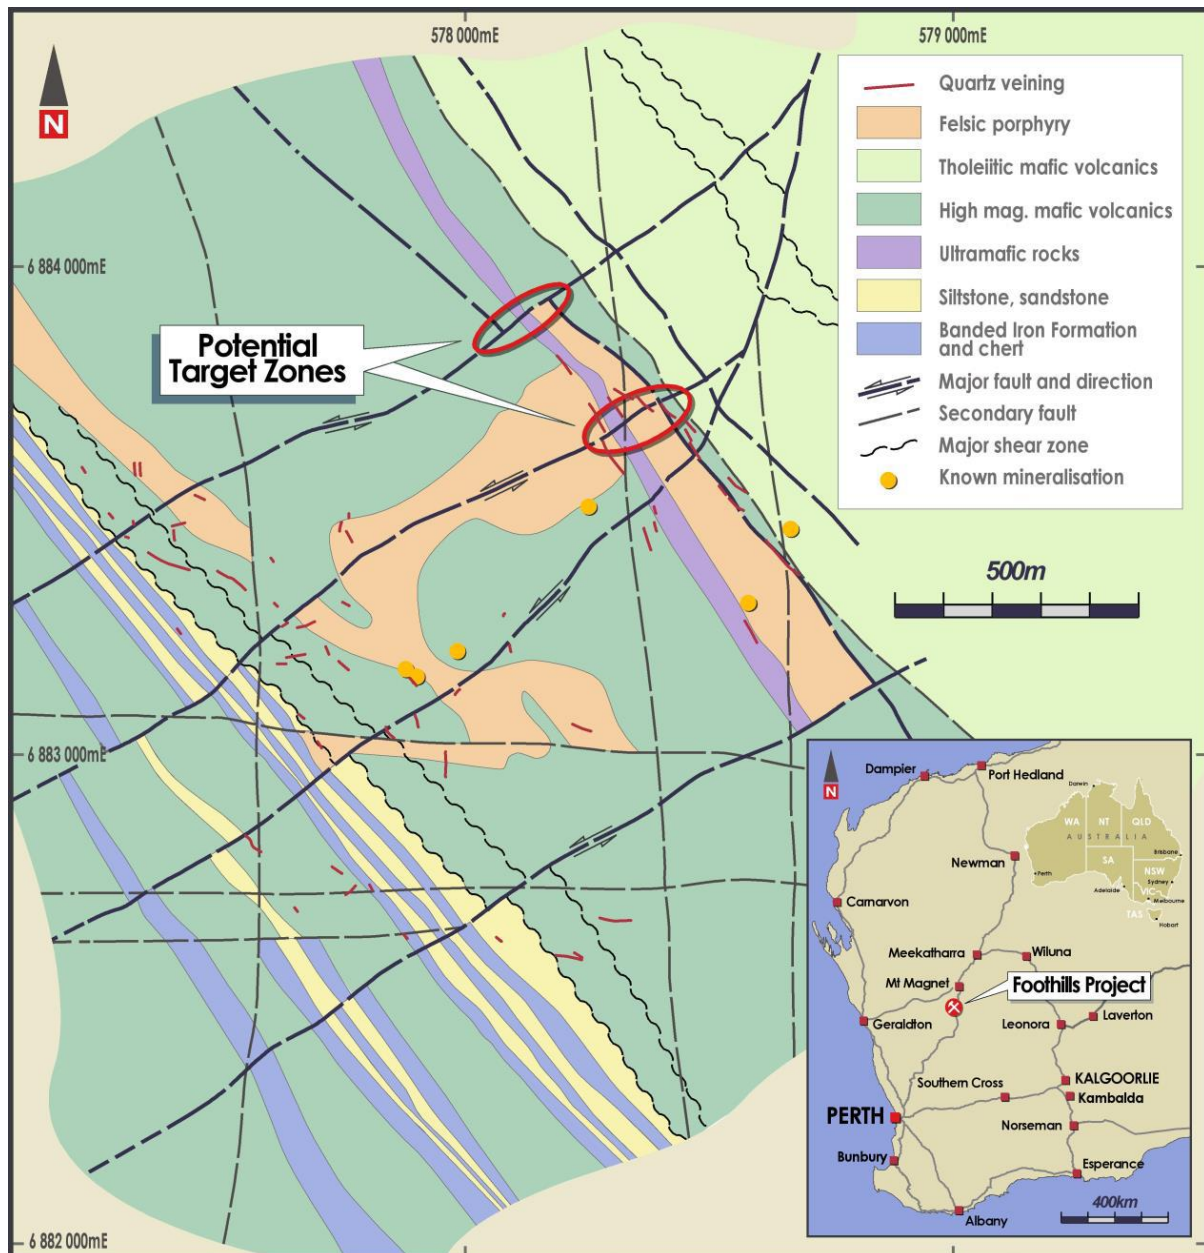 578 000mE
579 000mE
N
Quartz veining
Felsic porphyry
Tholeiitic mafic volcanics
High mag. mafic volcanics
Ultramafic rocks
Siltstone, sandstone
Banded Iron Formation
and chert
Major fault and direction
Secondary fault
Major shear zone
Known mineralisation
6 884 000mE
Potential
Target Zones
500m
6 883 000mE
6 882 000mE
N
Dampier
Port Hedland
Newman
Carnarvon
Meekatharra
Wiluna
Mt Magnet
Foothills Project
Geraldton
Leonora
Laverton
Southern Cross
KALGOORLIE
Kambalda
PERTH
Norseman
Bunbury
Esperance
Albany
400km
Darwin
WA
NT
QLD
AUSTRALIA
Brisbane
SA
NSW
Perth
Sydney
Adelaide
VIC
Melbourne
TAS
Hobart